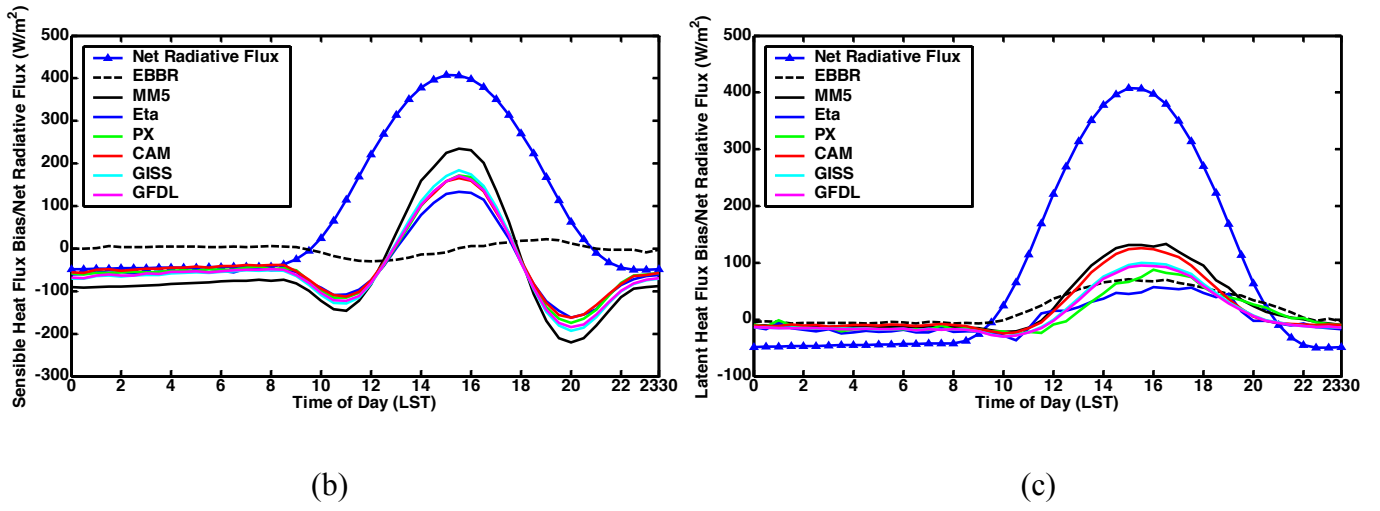 Sensible Heat Flux Bias/Net Radiative Flux (W/m²)
500
400
300
200
100
0
-100
-200
-300
Net Radiative Flux
EBBR
MM5
Eta
PX
CAM
GISS
GFDL
0 2 4 6 8 10 12 14 16 18 20 22 2330
Time of Day (LST)
(b)
Latent Heat Flux Bias/Net Radiative Flux (W/m²)
500
400
300
200
100
0
-100
Net Radiative Flux
EBBR
MM5
Eta
PX
CAM
GISS
GFDL
0 2 4 6 8 10 12 14 16 18 20 22 2330
Time of Day (LST)
(c)